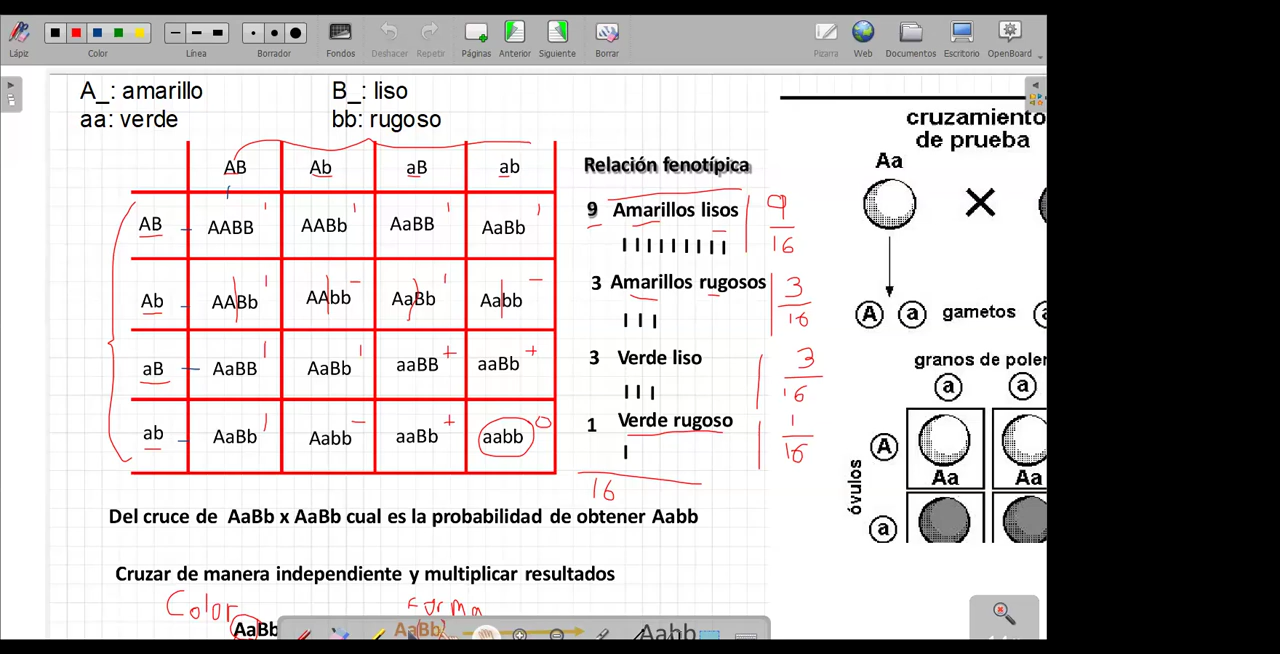 Lápiz
Color
Línea
Borrador
Fondos
Deshacer
Repetir
Páginas
Anterior
Siguiente
Borrar
Pizarra
Web
Documentos
Escritorio
OpenBoard
A_: amarillo
B_: liso
aa: verde
bb: rugoso
AB Ab aB ab
AB AABB AABb AaBB AaBb
Ab AABb AAbb AaBb Aabb
aB AaBB AaBb aaBB aaBb
ab AaBb Aabb aaBb aabb
Relación fenotípica
9 Amarillos lisos 9/16
3 Amarillos rugosos 3/16
3 Verde liso 3/16
1 Verde rugoso 1/16
16
Del cruce de AaBb x AaBb cual es la probabilidad de obtener Aabb
Cruzar de manera independiente y multiplicar resultados
Color
Forma
AaBb
AaBb
Aabb
cruzamiento
de prueba
Aa
A a gametos a
granos de polen
a a
óvulos
A
Aa Aa
a